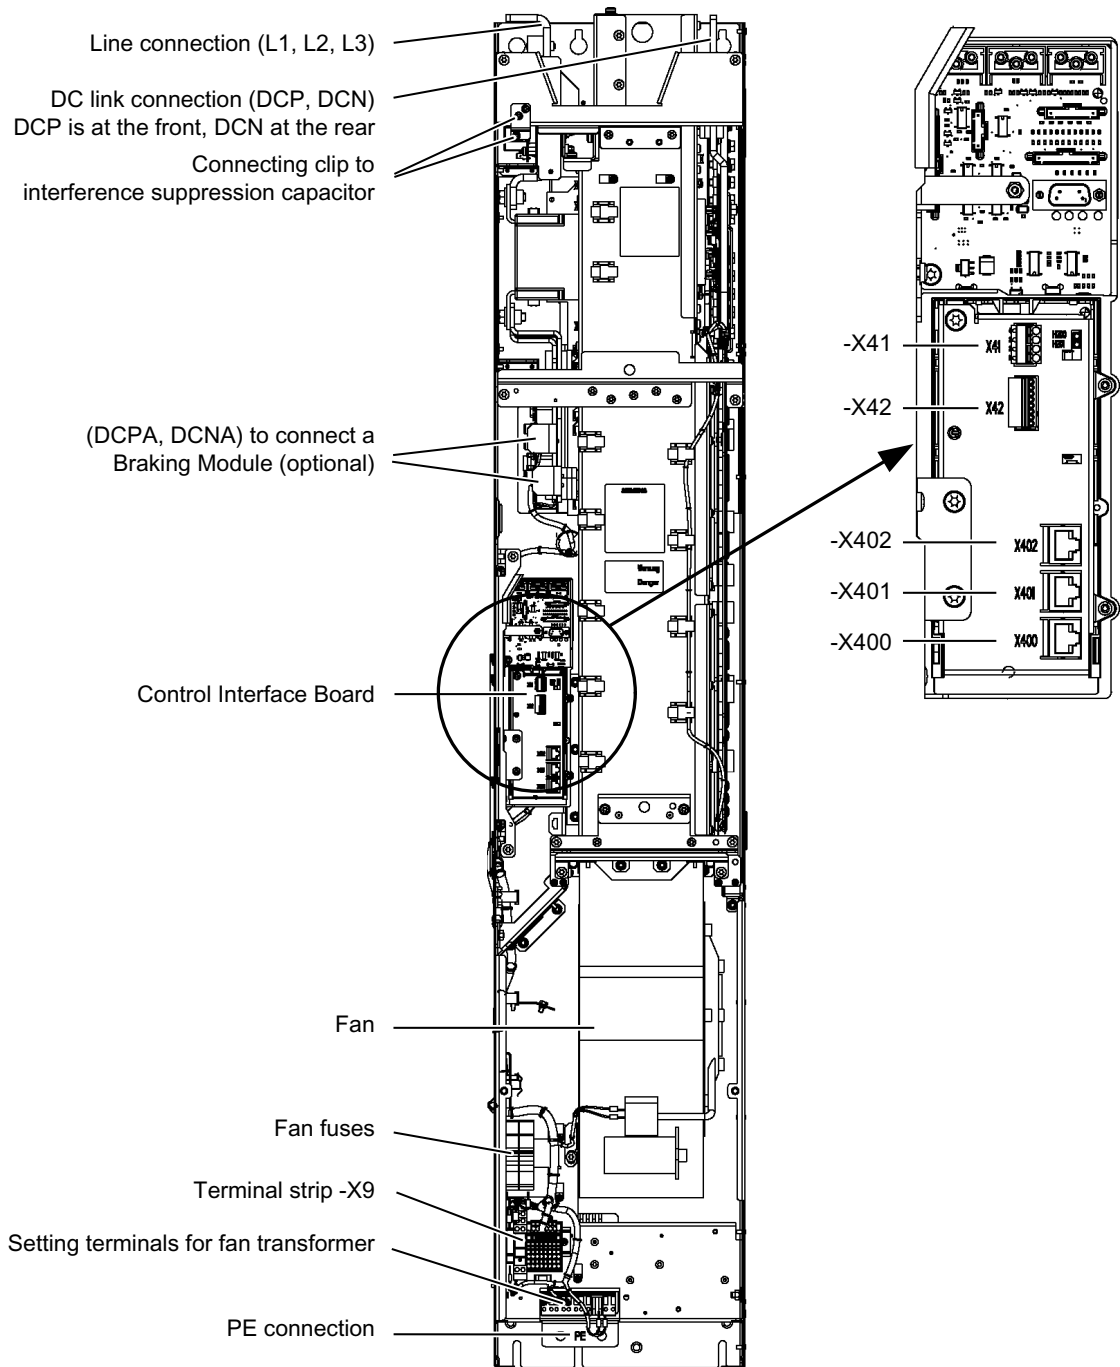 Line connection (L1, L2, L3)
DC link connection (DCP, DCN)
DCP is at the front, DCN at the rear
Connecting clip to
interference suppression capacitor
(DCPA, DCNA) to connect a
Braking Module (optional)
Control Interface Board
Fan
Fan fuses
Terminal strip -X9
Setting terminals for fan transformer
PE connection
PE
Danger
-X41
-X42
-X402
-X401
-X400
X41
H200
H201
X42
X402
X401
X400